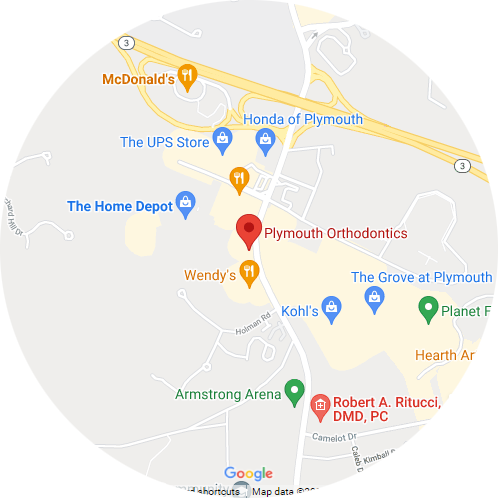 3
McDonald's
Honda of Plymouth
The UPS Store
3
The Home Depot
Plymouth Orthodontics
Wendy's
The Grove at Plymouth
Kohl's
Planet F
Holman Rd
Hearth Ar
Armstrong Arena
Robert A. Ritucci,
DMD, PC
Camelot Dr
Kimball
Caleb D
Google
shortcuts
Map data ©20